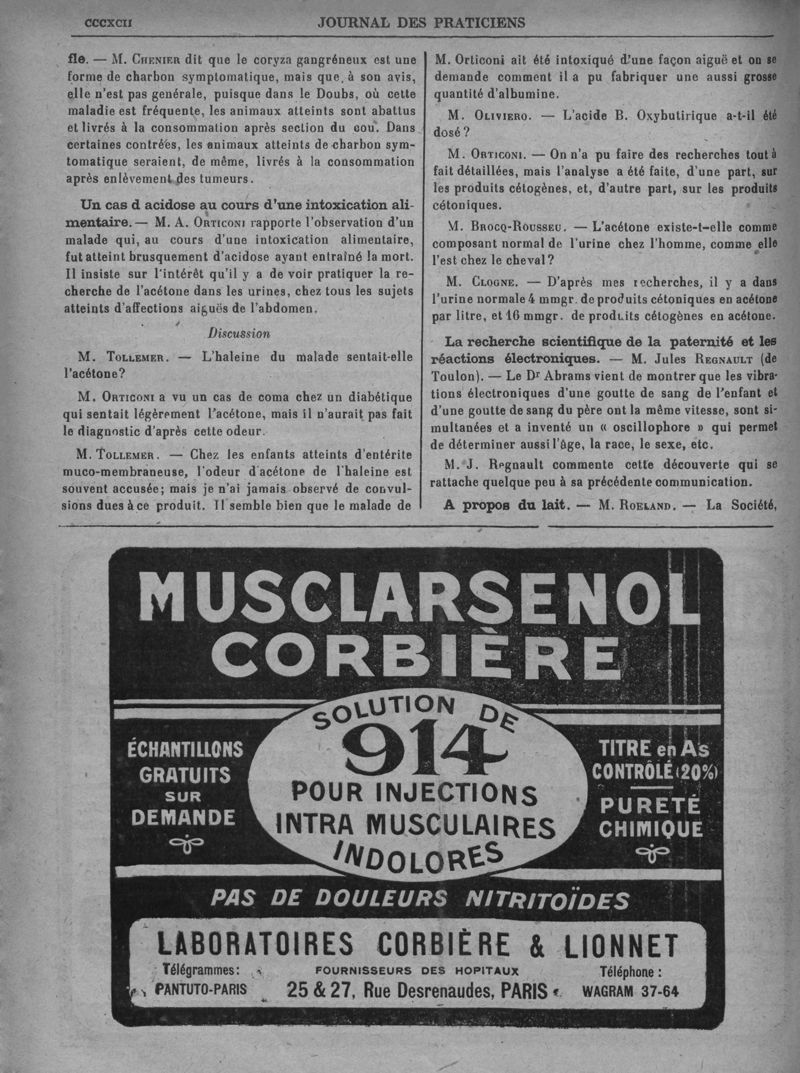 CCCXCII
JOURNAL DES PRATICIENS
fle. — M. CHENIER dit que le coryza gangréneux est une
forme de charbon symptomatique, mais que, à son avis,
elle n'est pas genérale, puisque dans le Doubs, où cette
maladie est fréquente, les animaux atteints sont abattus
et livrés à la consommation après section du cou. Dans
certaines contrées, les animaux atteints de charbon sym-
tomatique seraient, de même, livrés à la consommation
après enlèvement des tumeurs.
Un cas d acidose au cours d'une intoxication ali-
mentaire. — M. A. ORTICONI rapporte l'observation d'un
malade qui, au cours d'une intoxication alimentaire,
fut atteint brusquement d'acidose ayant entraîné la mort.
Il insiste sur l'intérêt qu'il y a de voir pratiquer la re-
cherche de l'acétone dans les urines, chez tous les sujets
atteints d'affections aiguës de l'abdomen.
Discussion
M. TOLLEMER. — L'haleine du malade sentait-elle
l'acétone?
M. ORTICONI a vu un cas de coma chez un diabétique
qui sentait légèrement l'acétone, mais il n'aurait pas fait
le diagnostic d'après cette odeur.
M. TOLLEMER. — Chez les enfants atteints d'entérite
muco-membraneuse, l'odeur d'acétone de l'haleine est
souvent accusée; mais je n'ai jamais observé de convul-
sions dues à ce produit. Il semble bien que le malade de
M. Orticoni ait été intoxiqué d'une façon aiguë et on se
demande comment il a pu fabriquer une aussi grosse
quantité d'albumine.
M. OLIVIERO. — L'acide B. Oxybutirique a-t-il été
dosé?
M. ORTICONI. — On n'a pu faire des recherches tout à
fait détaillées, mais l'analyse a été faite, d'une part, sur
les produits cétogènes, et, d'autre part, sur les produits
cétoniques.
M. BROCQ-ROUSSEU. — L'acétone existe-t-elle comme
composant normal de l'urine chez l'homme, comme elle
l'est chez le cheval?
M. CLOGNE. — D'après mes recherches, il y a dans
l'urine normale 4 mmgr. de produits cétoniques en acétone
par litre, et 16 mmgr. de produits cétogènes en acétone.
La recherche scientifique de la paternité et les
réactions électroniques. — M. Jules REGNAULT (de
Toulon). — Le Dr Abrams vient de montrer que les vibra-
tions électroniques d'une goutte de sang de l'enfant et
d'une goutte de sang du père ont la même vitesse, sont si-
multanées et a inventé un « oscillophore » qui permet
de déterminer aussi l'âge, la race, le sexe, etc.
M. J. Regnault commente cette découverte qui se
rattache quelque peu à sa précédente communication.
A propos du lait. — M. ROELAND. — La Société,
MUSCLARSENOL
CORBIÈRE
SOLUTION DE
914
POUR INJECTIONS
INTRA MUSCULAIRES
INDOLORES
ÉCHANTILLONS
GRATUITS
SUR
DEMANDE
TITRE en As
CONTRÔLÉ (20%)
PURETÉ
CHIMIQUE
PAS DE DOULEURS NITRITOÏDES
LABORATOIRES CORBIÈRE & LIONNET
Télégrammes:
PANTUTO-PARIS
FOURNISSEURS DES HOPITAUX
25 & 27, Rue Desrenaudes, PARIS
Téléphone :
WAGRAM 37-64